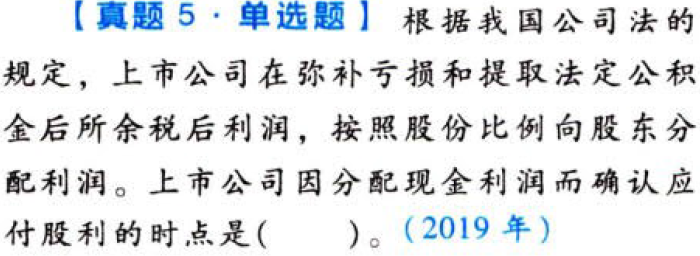 【真题 5·单选题】 根据我国公司法的
规定，上市公司在弥补亏损和提取法定公积
金后所余税后利润，按照股份比例向股东分
配利润。上市公司因分配现金利润而确认应
付股利的时点是(　　)。(2019 年)